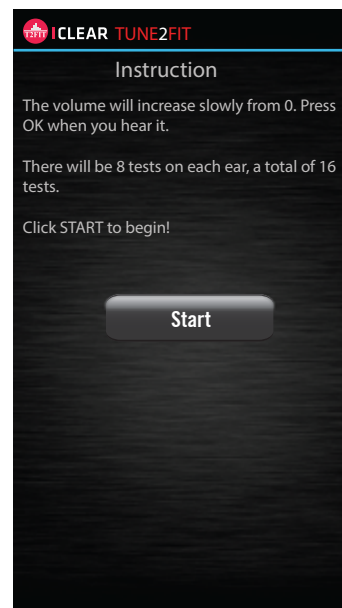 T2FIT ICLEAR TUNE2FIT
Instruction
The volume will increase slowly from 0. Press
OK when you hear it.
There will be 8 tests on each ear, a total of 16
tests.
Click START to begin!
Start